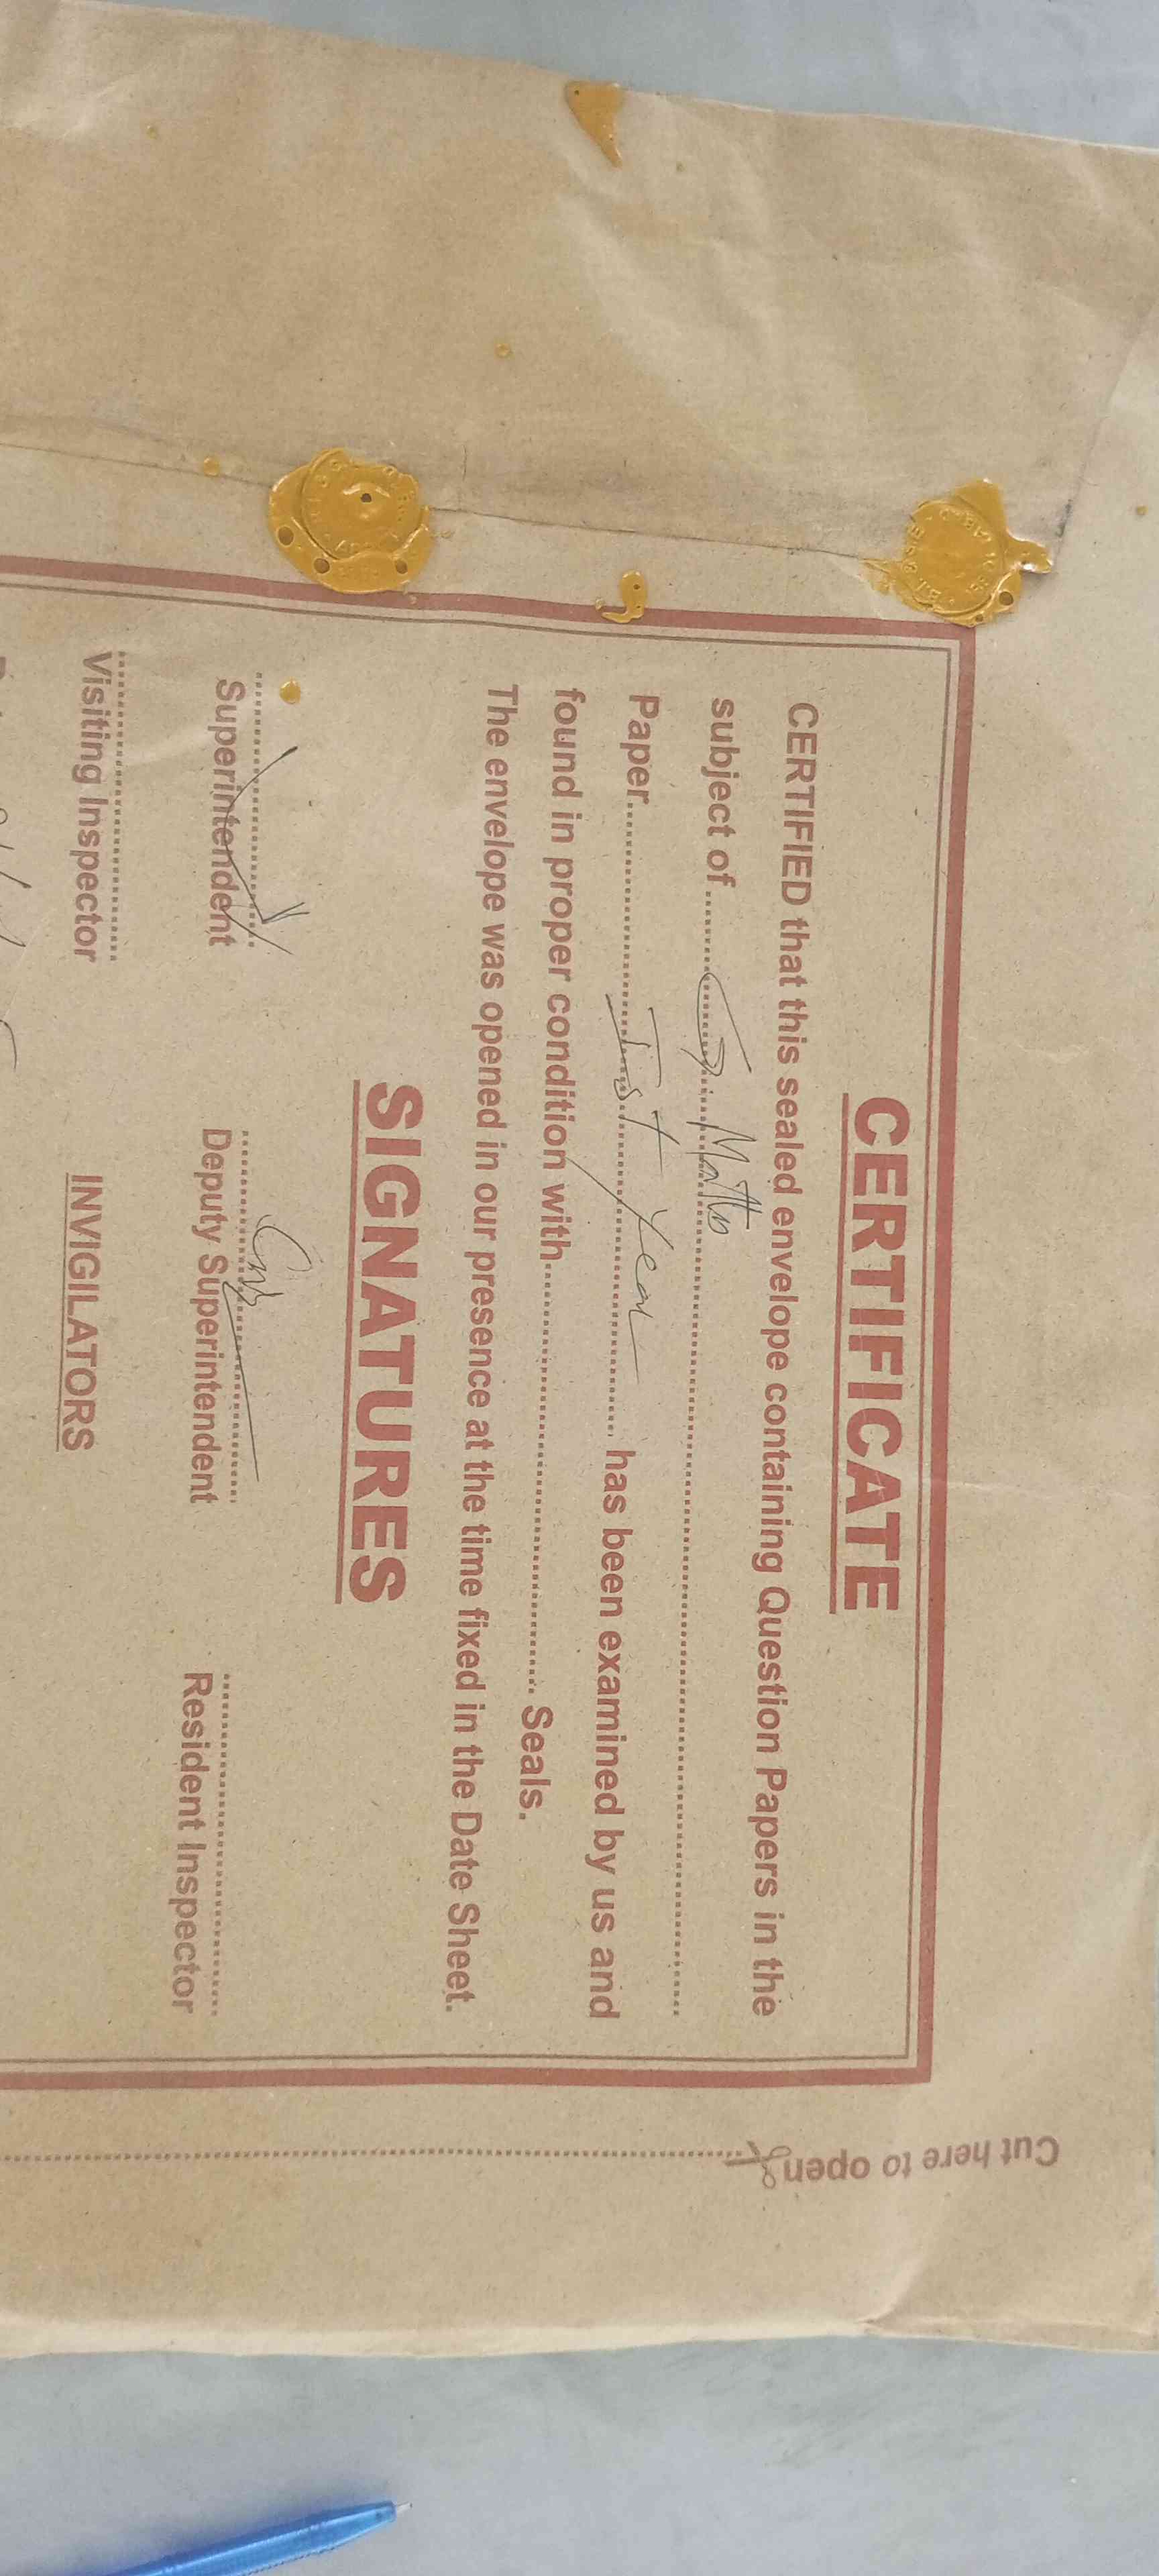 CERTIFICATE
CERTIFIED that this sealed envelope containing Question Papers in the
subject of.......... G. Maths ..........
Paper.......... Ist year .......... has been examined by us and
found in proper condition with.......... Seals.
The envelope was opened in our presence at the time fixed in the Date Sheet.
SIGNATURES
Superintendent
Deputy Superintendent
Resident Inspector
Visiting Inspector
INVIGILATORS
Cut here to open